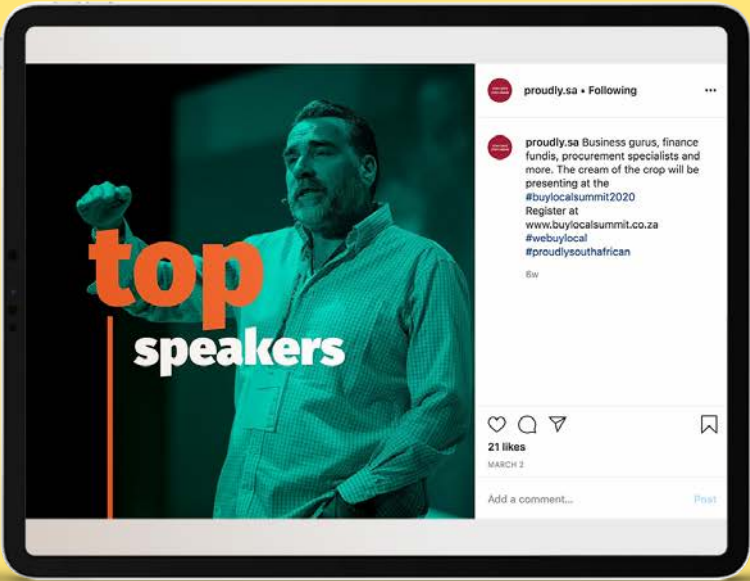 top
speakers
proudly.sa • Following
•••
proudly.sa Business gurus, finance
fundis, procurement specialists and
more. The cream of the crop will be
presenting at the
#buylocalsummit2020
Register at
www.buylocalsummit.co.za
#webuylocal
#proudlysouthafrican
6w
21 likes
MARCH 2
Add a comment...
Post